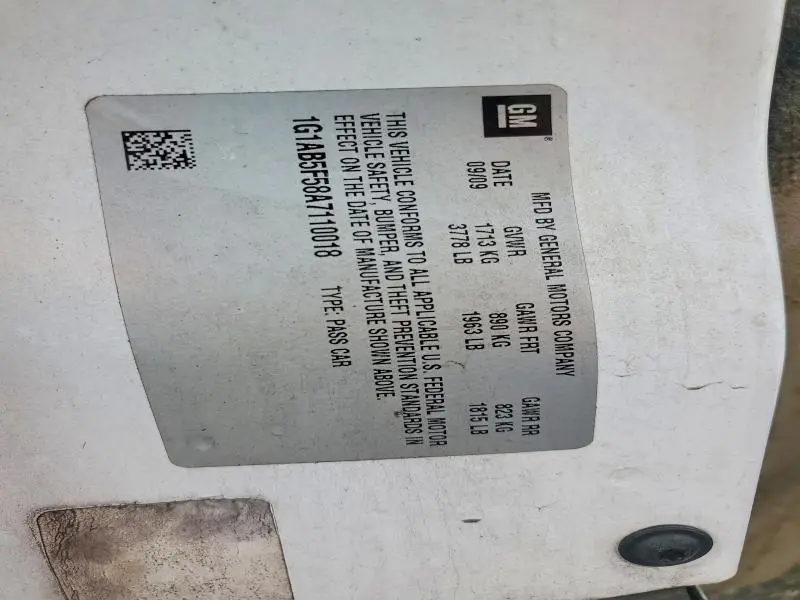 GM
®
MFD BY GENERAL MOTORS COMPANY
DATE GVWR GAWR FRT GAWR RR
09/09 1713 KG 890 KG 823 KG
3778 LB 1963 LB 1815 LB
THIS VEHICLE CONFORMS TO ALL APPLICABLE U.S. FEDERAL MOTOR
VEHICLE SAFETY, BUMPER, AND THEFT PREVENTION STANDARDS IN
EFFECT ON THE DATE OF MANUFACTURE SHOWN ABOVE.
1G1AB5F58A7110018 TYPE: PASS CAR